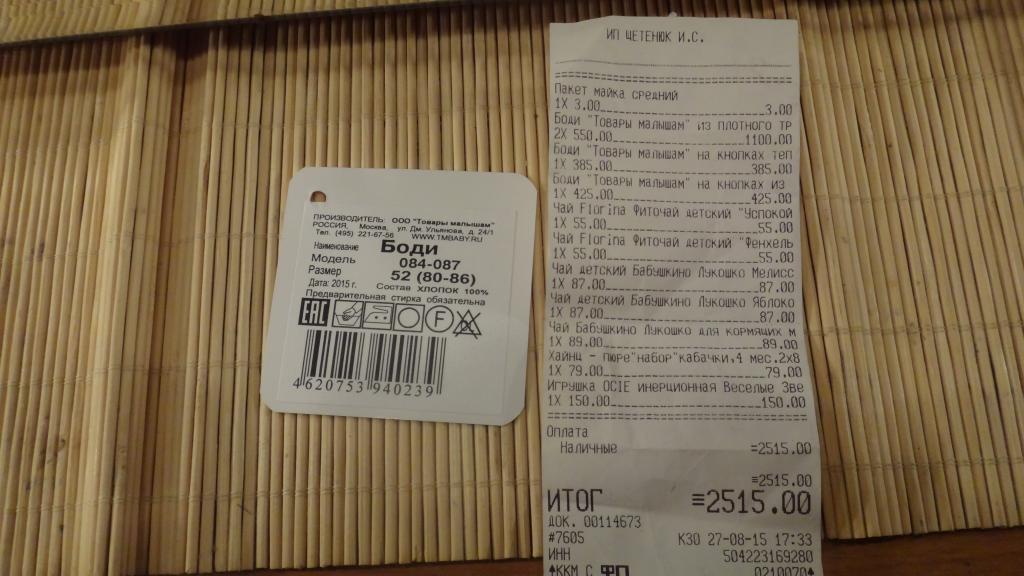 ПРОИЗВОДИТЕЛЬ: ООО "Товары малышам"
РОССИЯ, Москва, ул. Дм. Ульянова, д. 24/1
Тел. (495) 221-67-56 WWW.TMBABY.RU
Наименование Боди
Модель 084-087
Размер 52 (80-86)
Дата: 2015 г. Состав ХЛОПОК 100%
Предварительная стирка обязательна
EAC F
4620753 940239
ИП ЩЕТЕНЮК И.С.
Пакет майка средний
1X 3.00 3.00
Боди "Товары малышам" из плотного тр
2X 550.00 1100.00
Боди "Товары малышам" на кнопках теп
1X 385.00 385.00
Боди "Товары малышам" на кнопках из
1X 425.00 425.00
Чай Florina Фиточай детский "Успокой
1X 55.00 55.00
Чай Florina Фиточай детский "Фенхель
1X 55.00 55.00
Чай детский Бабушкино Лукошко Мелисс
1X 87.00 87.00
Чай детский Бабушкино Лукошко Яблоко
1X 87.00 87.00
Чай Бабушкино Лукошко для кормящих м
1X 89.00 89.00
Хайнц - пюре"набор"кабачки,4 мес.2x8
1X 79.00 79.00
Игрушка OCIE инерционная Веселые Зве
1X 150.00 150.00
Оплата
Наличные =2515.00
=2515.00
ИТОГ =2515.00
ДОК. 00114673
#7605 К30 27-08-15 17:33
ИНН 504223169280
ККМ С ФП 0210070